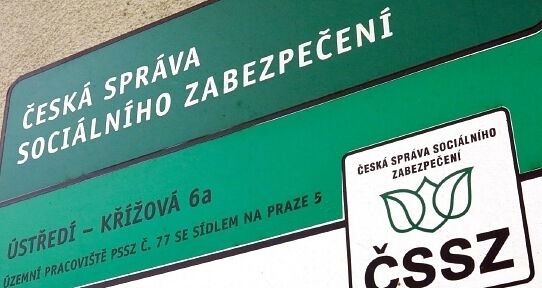 ČESKÁ SPRÁVA
SOCIÁLNÍHO ZABEZPEČENÍ
ÚSTŘEDÍ – KŘÍŽOVÁ 6a
ÚZEMNÍ PRACOVIŠTĚ PSSZ Č. 77 SE SÍDLEM NA PRAZE 5
ČESKÁ SPRÁVA SOCIÁLNÍHO
ZABEZPEČENÍ
ČSSZ